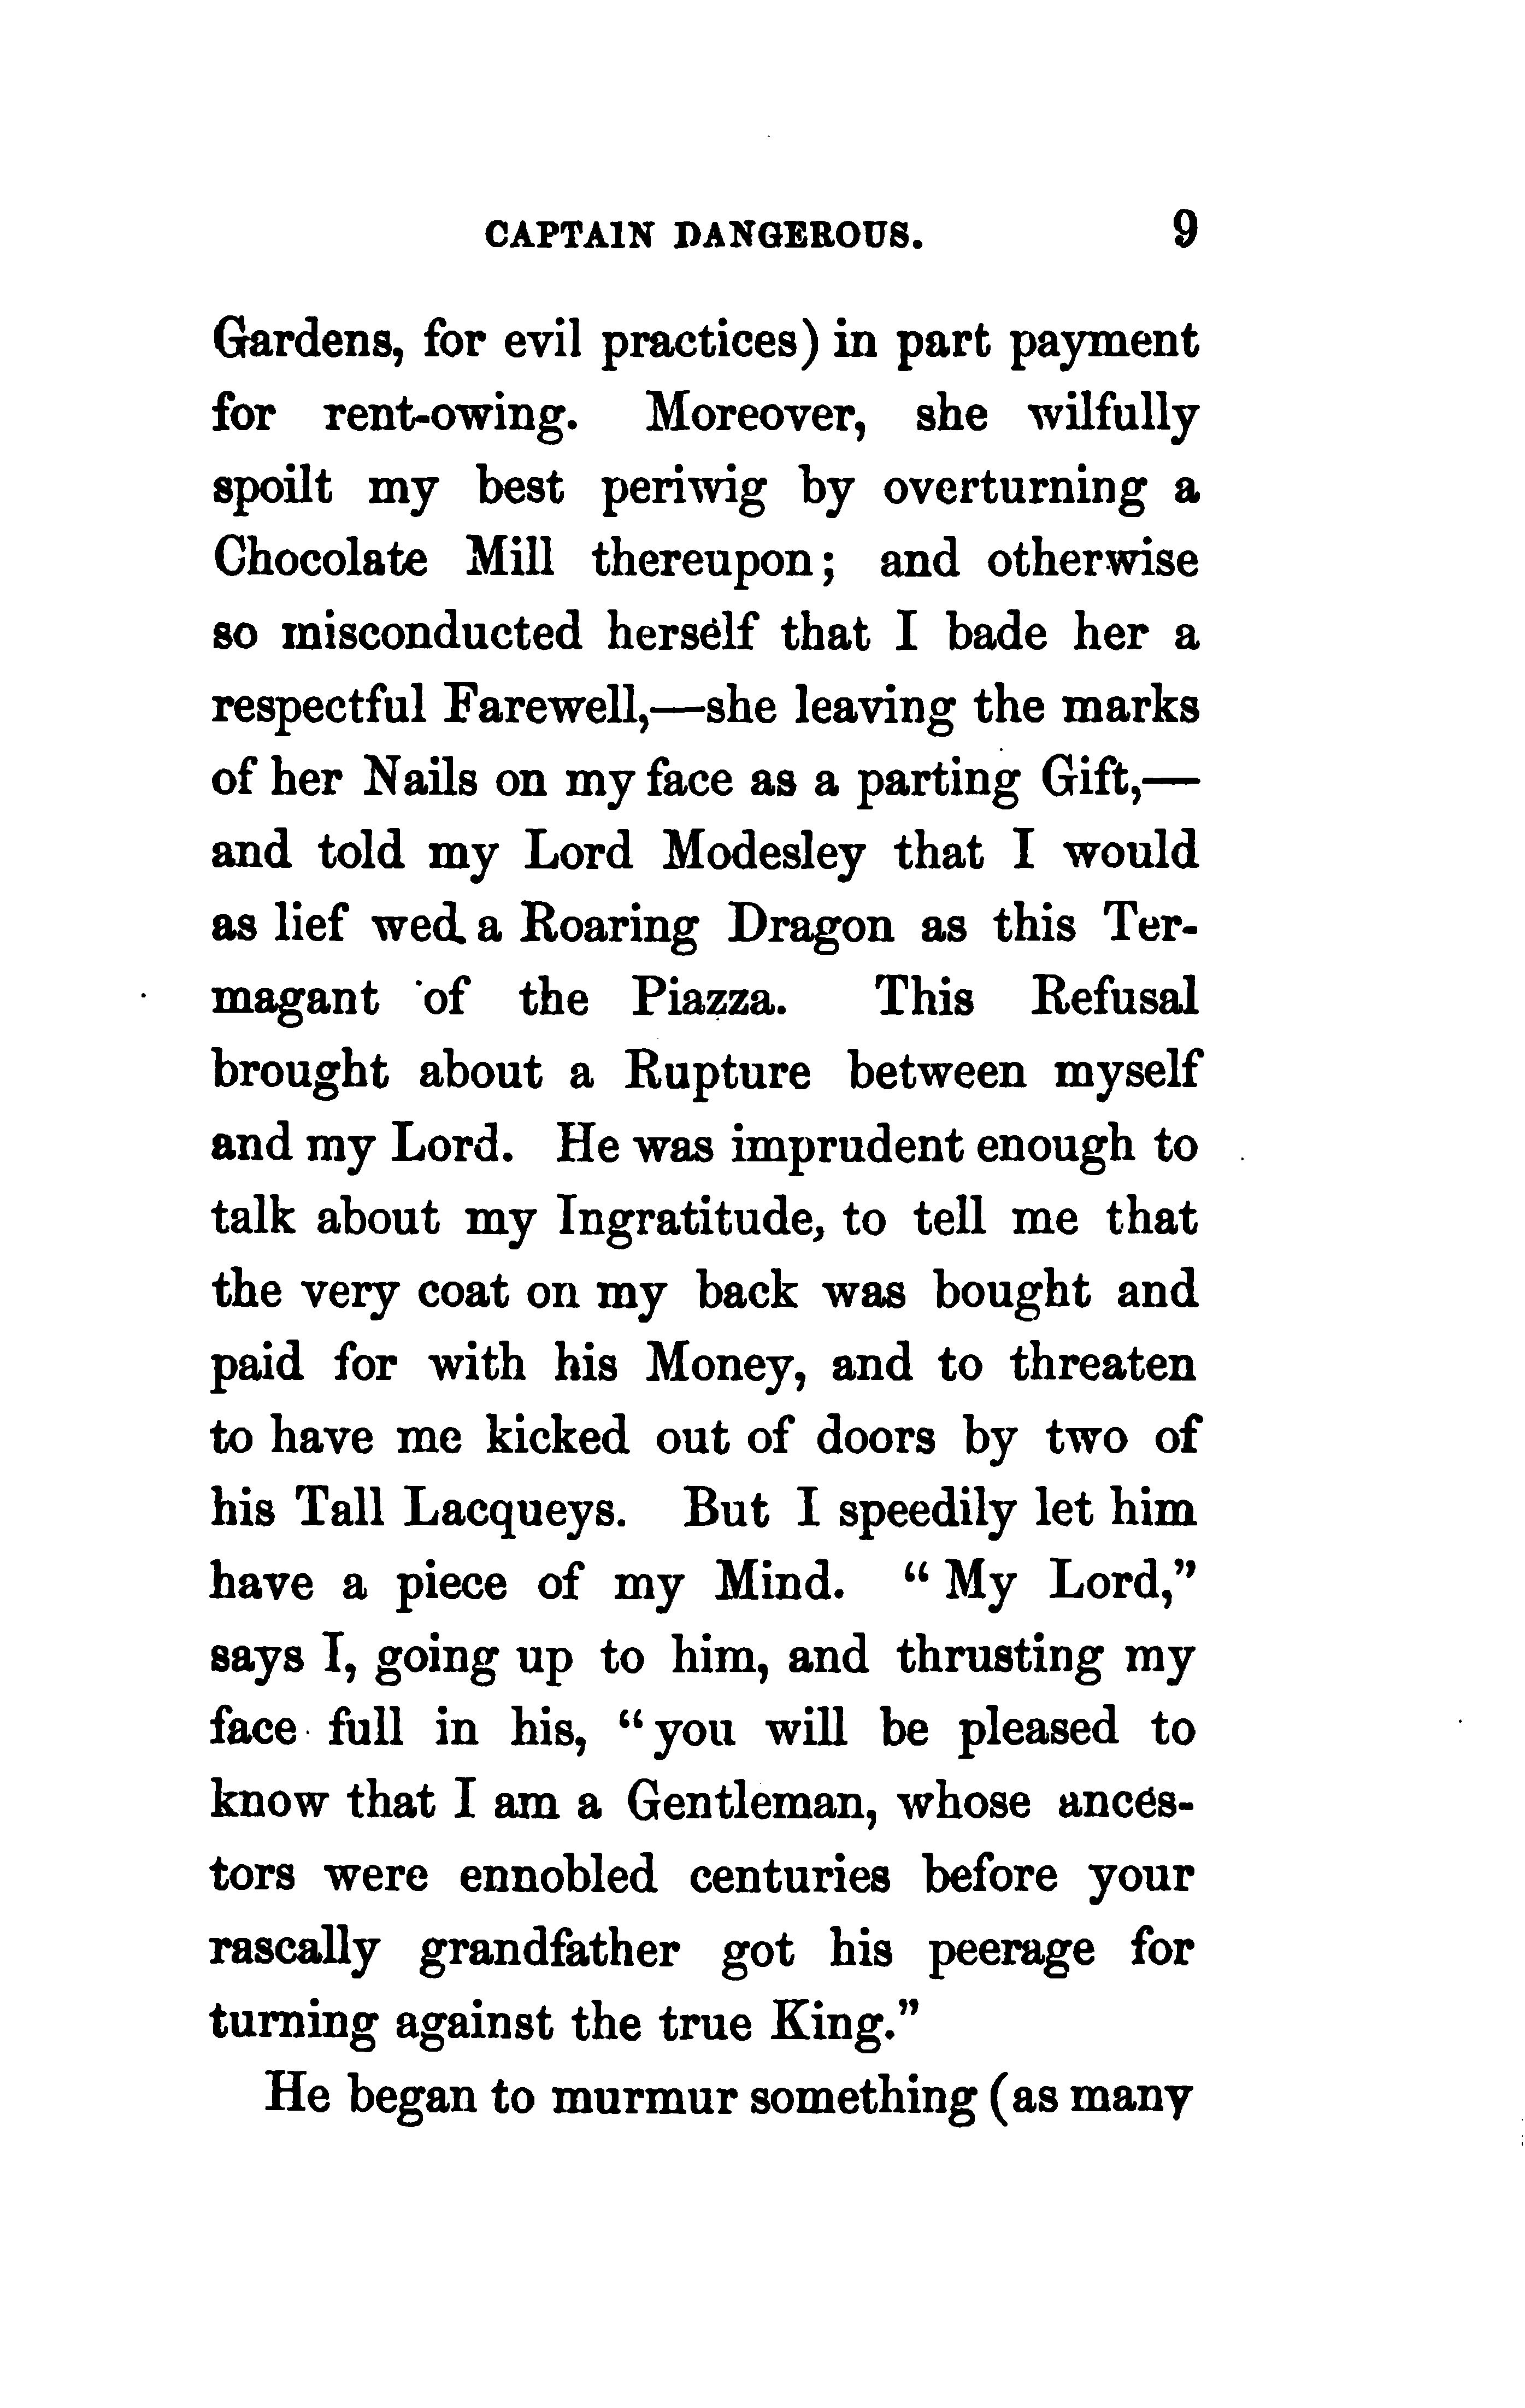 CAPTAIN DANGEROUS. 9
Gardens, for evil practices) in part payment
for rent-owing. Moreover, she wilfully
spoilt my best periwig by overturning a
Chocolate Mill thereupon; and otherwise
so misconducted herself that I bade her a
respectful Farewell,—she leaving the marks
of her Nails on my face as a parting Gift,—
and told my Lord Modesley that I would
as lief wed a Roaring Dragon as this Ter-
magant of the Piazza. This Refusal
brought about a Rupture between myself
and my Lord. He was imprudent enough to
talk about my Ingratitude, to tell me that
the very coat on my back was bought and
paid for with his Money, and to threaten
to have me kicked out of doors by two of
his Tall Lacqueys. But I speedily let him
have a piece of my Mind. “My Lord,”
says I, going up to him, and thrusting my
face full in his, “you will be pleased to
know that I am a Gentleman, whose ances-
tors were ennobled centuries before your
rascally grandfather got his peerage for
turning against the true King.”
He began to murmur something (as many